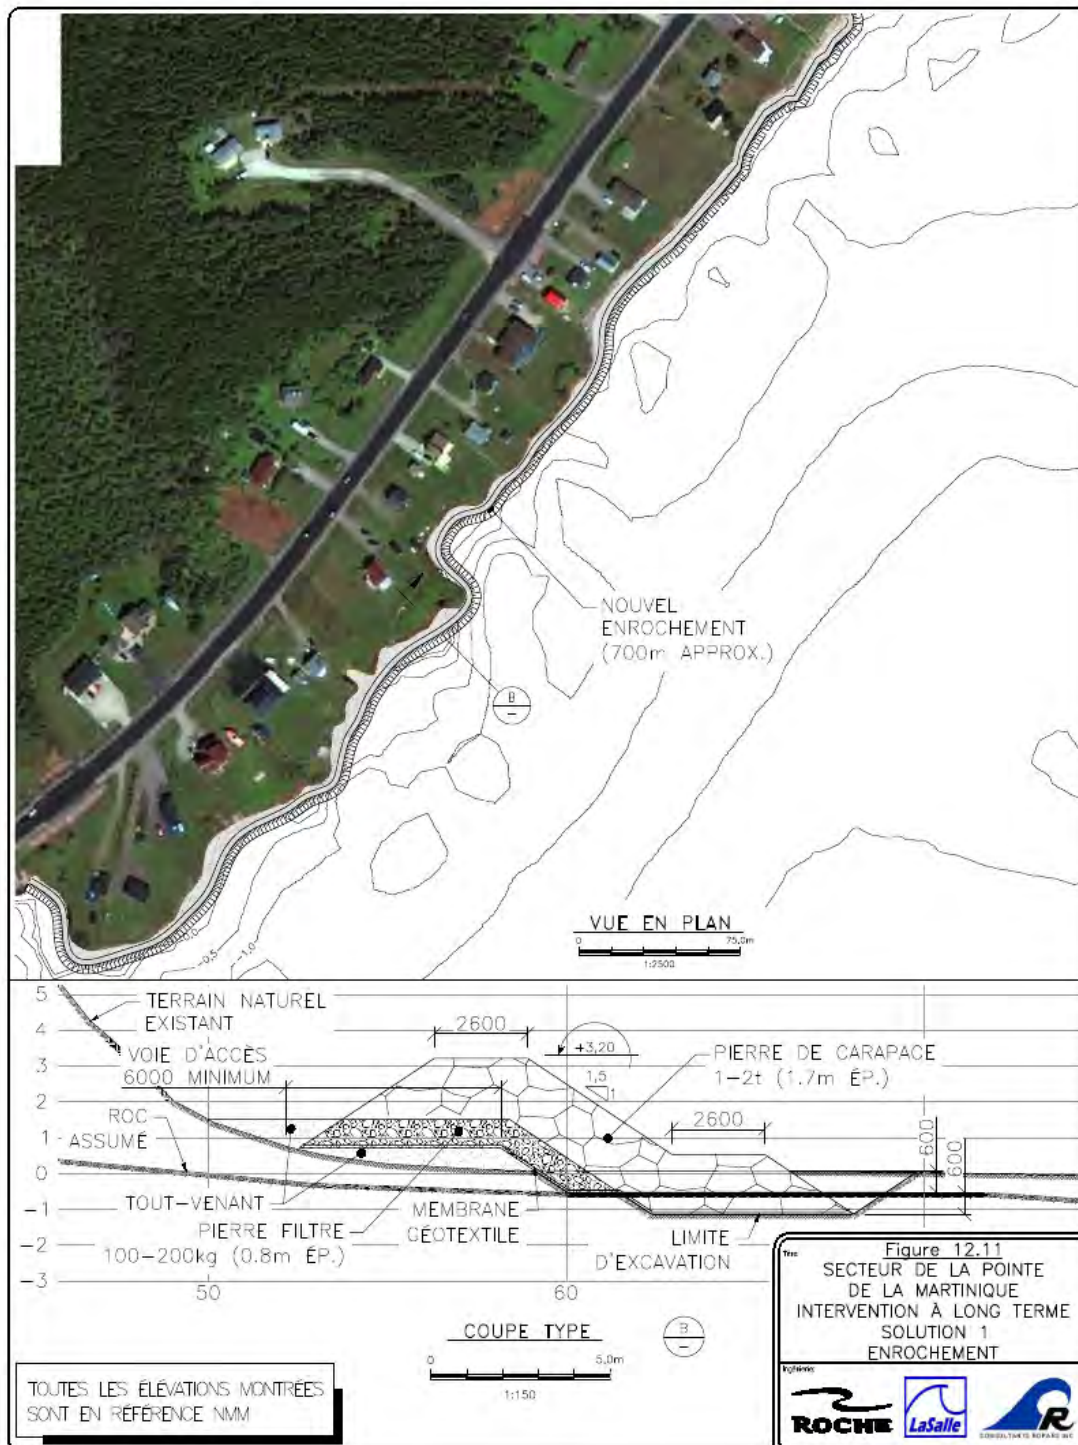 NOUVEL
ENROCHEMENT
(700m APPROX.)
B
-0,5
-1,0
VUE EN PLAN
0 75,0m
1:2500
5
4
3
2
1
0
-1
-2
-3
50
60
TERRAIN NATUREL
EXISTANT
VOIE D'ACCÈS
6000 MINIMUM
ROC
ASSUMÉ
TOUT-VENANT
PIERRE FILTRE
100-200kg (0.8m ÉP.)
MEMBRANE
GÉOTEXTILE
2600
+3,20
1,5
1
PIERRE DE CARAPACE
1-2t (1.7m ÉP.)
2600
600
600
LIMITE
D'EXCAVATION
COUPE TYPE
B
0 5,0m
1:150
TOUTES LES ÉLÉVATIONS MONTRÉES
SONT EN RÉFÉRENCE NMM
Titre:
Figure 12.11
SECTEUR DE LA POINTE
DE LA MARTINIQUE
INTERVENTION À LONG TERME
SOLUTION 1
ENROCHEMENT
Ingénierie:
ROCHE
LaSalle
R
CONSULTANTS ROPARS INC